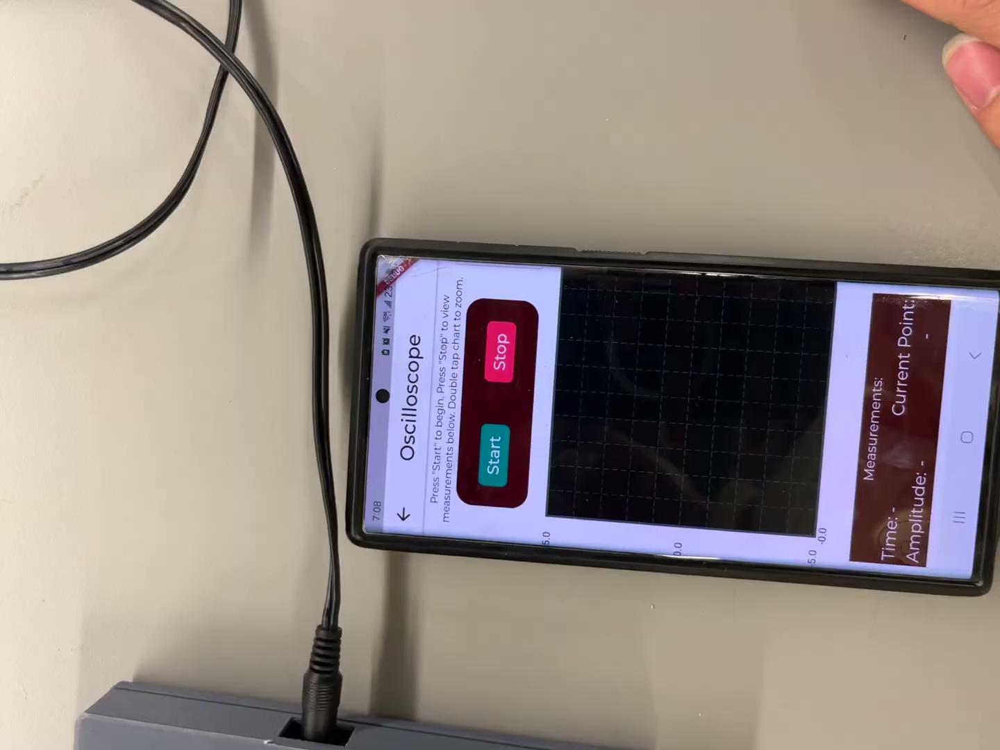 7:08
DEBUG
Oscilloscope
Press "Start" to begin. Press "Stop" to view
measurements below. Double tap chart to zoom.
Start
Stop
5.0
0.0
-5.0
-0.0
Measurements:
Time: -
Current Point:
Amplitude: -
-